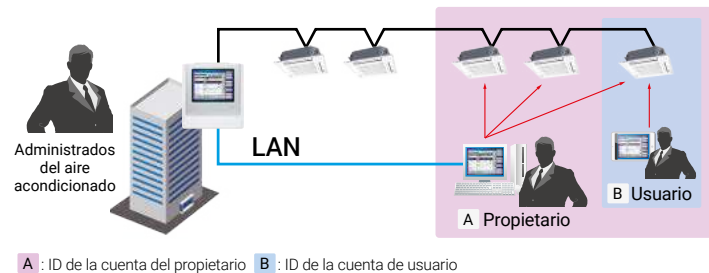 Administrados
del aire
acondicionado
LAN
A Propietario
B Usuario
A : ID de la cuenta del propietario B : ID de la cuenta de usuario